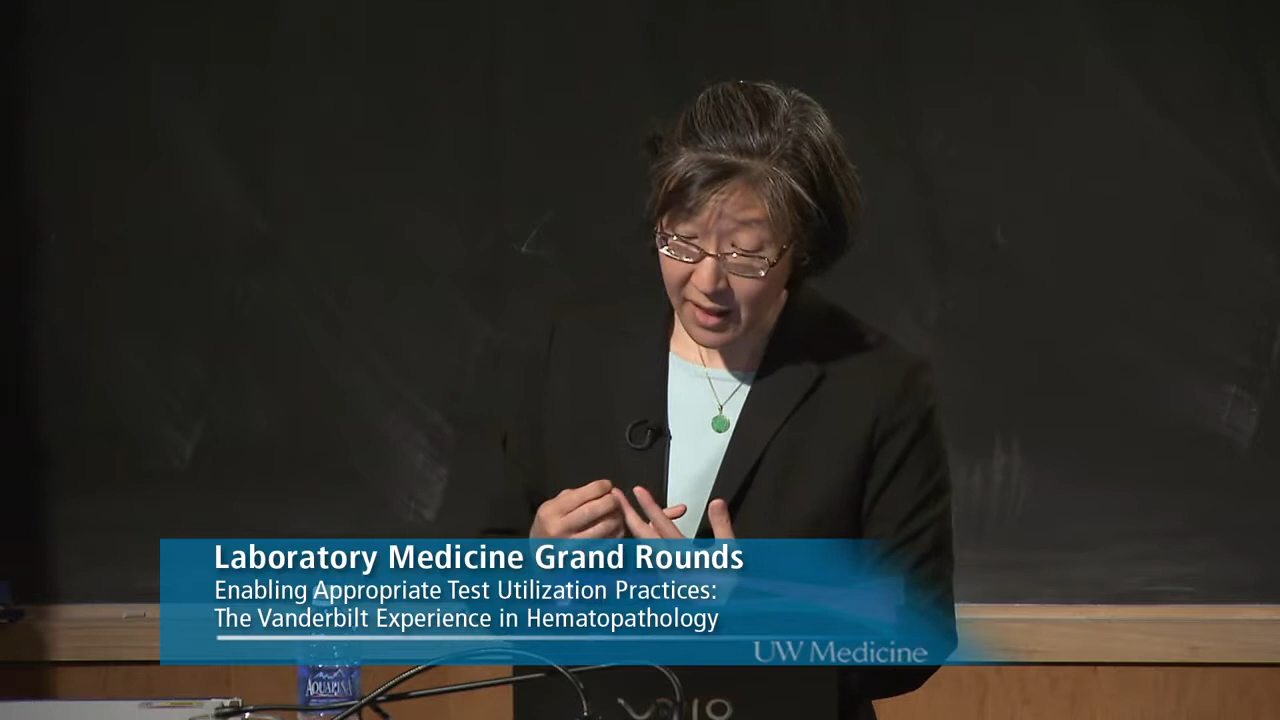 Laboratory Medicine Grand Rounds
Enabling Appropriate Test Utilization Practices:
The Vanderbilt Experience in Hematopathology
UW Medicine
AQUAFINA
VAIO